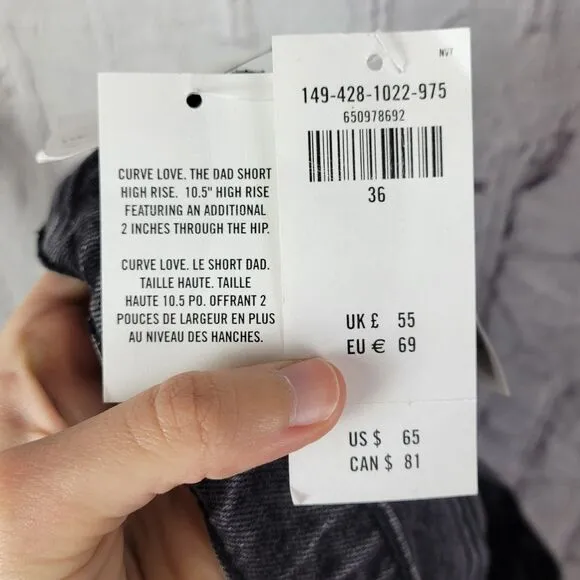 CURVE LOVE. THE DAD SHORT
HIGH RISE. 10.5" HIGH RISE
FEATURING AN ADDITIONAL
2 INCHES THROUGH THE HIP.
CURVE LOVE. LE SHORT DAD.
TAILLE HAUTE. TAILLE
HAUTE 10.5 PO. OFFRANT 2
POUCES DE LARGEUR EN PLUS
AU NIVEAU DES HANCHES.
NVT
149-428-1022-975
650978692
36
UK £ 55
EU € 69
US $ 65
CAN $ 81